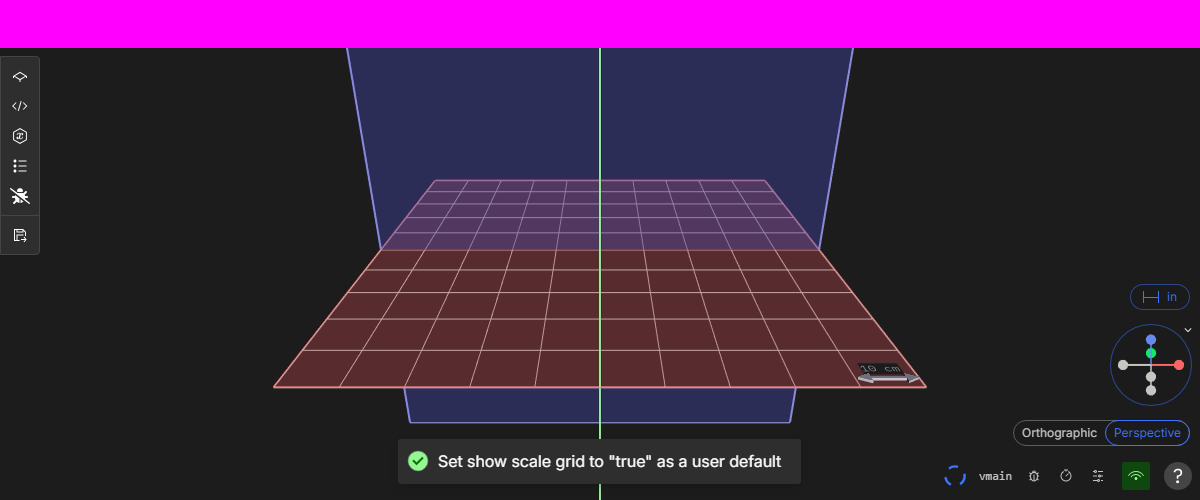 10 cm
in
Orthographic Perspective
Set show scale grid to "true" as a user default
vmain
?